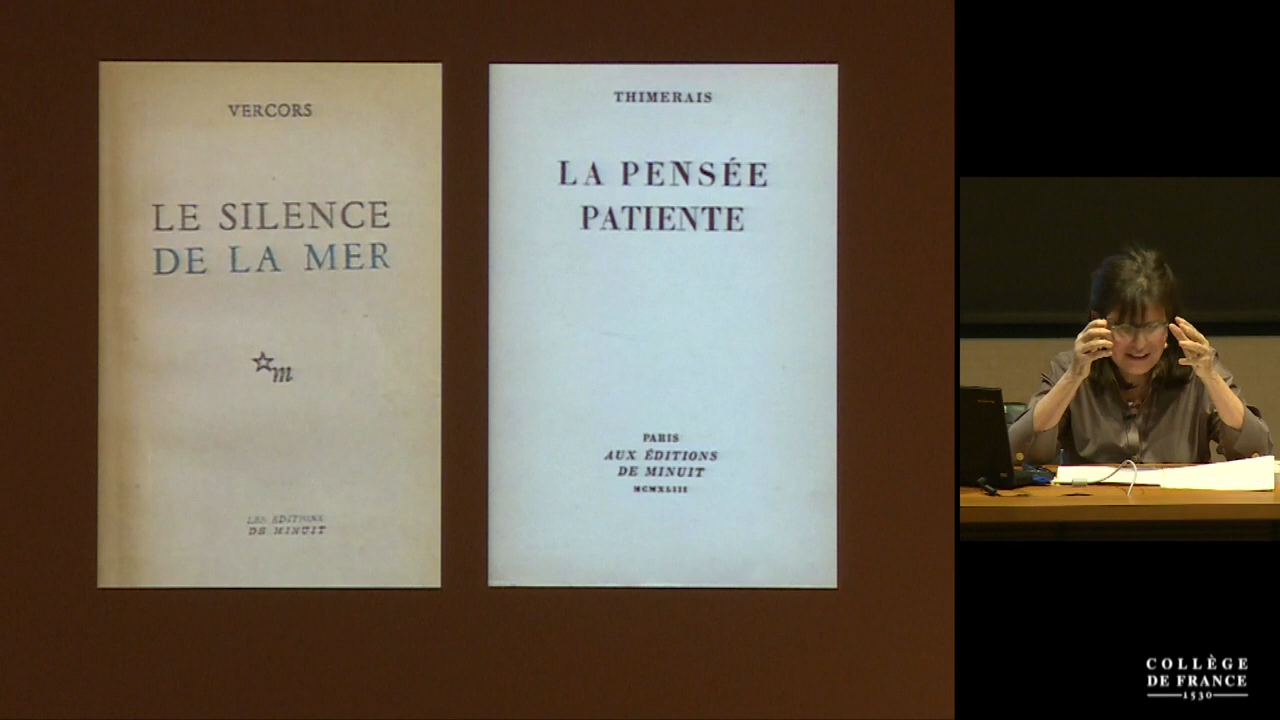 VERCORS
LE SILENCE
DE LA MER
m
LES EDITIONS
DE MINUIT
THIMERAIS
LA PENSÉE
PATIENTE
PARIS
AUX ÉDITIONS
DE MINUIT
MCMXLIII
COLLÈGE
DE FRANCE
1530